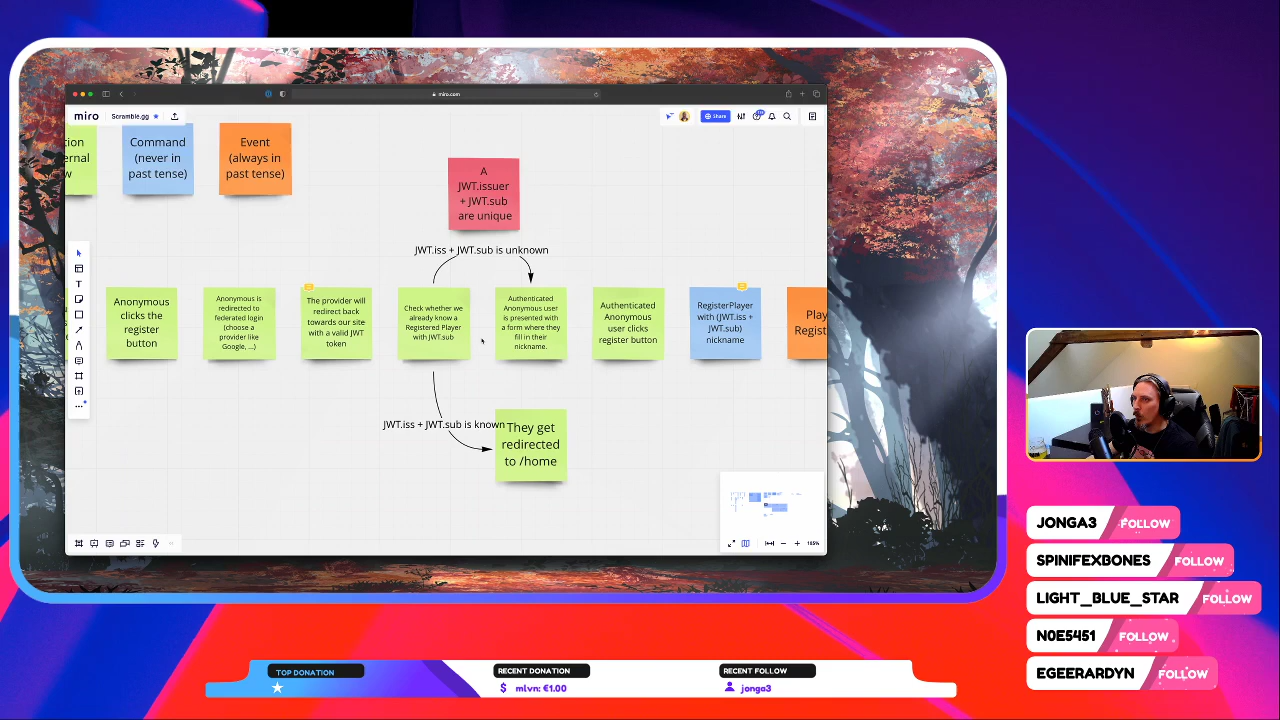 miro.com
miro
Scramble.gg
Share
tion
ernal
w
Command
(never in
past tense)
Event
(always in
past tense)
A
JWT.issuer
+ JWT.sub
are unique
JWT.iss + JWT.sub is unknown
Anonymous
clicks the
register
button
Anonymous is
redirected to
federated login
(choose a
provider like
Google, ...)
The provider will
redirect back
towards our site
with a valid JWT
token
Check whether we
already know a
Registered Player
with JWT.sub
Authenticated
Anonymous user
is presented with
a form where they
fill in their
nickname.
Authenticated
Anonymous
user clicks
register button
RegisterPlayer
with (JWT.iss +
JWT.sub)
nickname
Play
Regist
JWT.iss + JWT.sub is known
They get
redirected
to /home
JONGA3 FOLLOW
SPINIFEXBONES FOLLOW
LIGHT_BLUE_STAR FOLLOW
N0E5451 FOLLOW
EGEERARDYN FOLLOW
TOP DONATION
RECENT DONATION
$ mlvn: €1.00
RECENT FOLLOW
jonga3